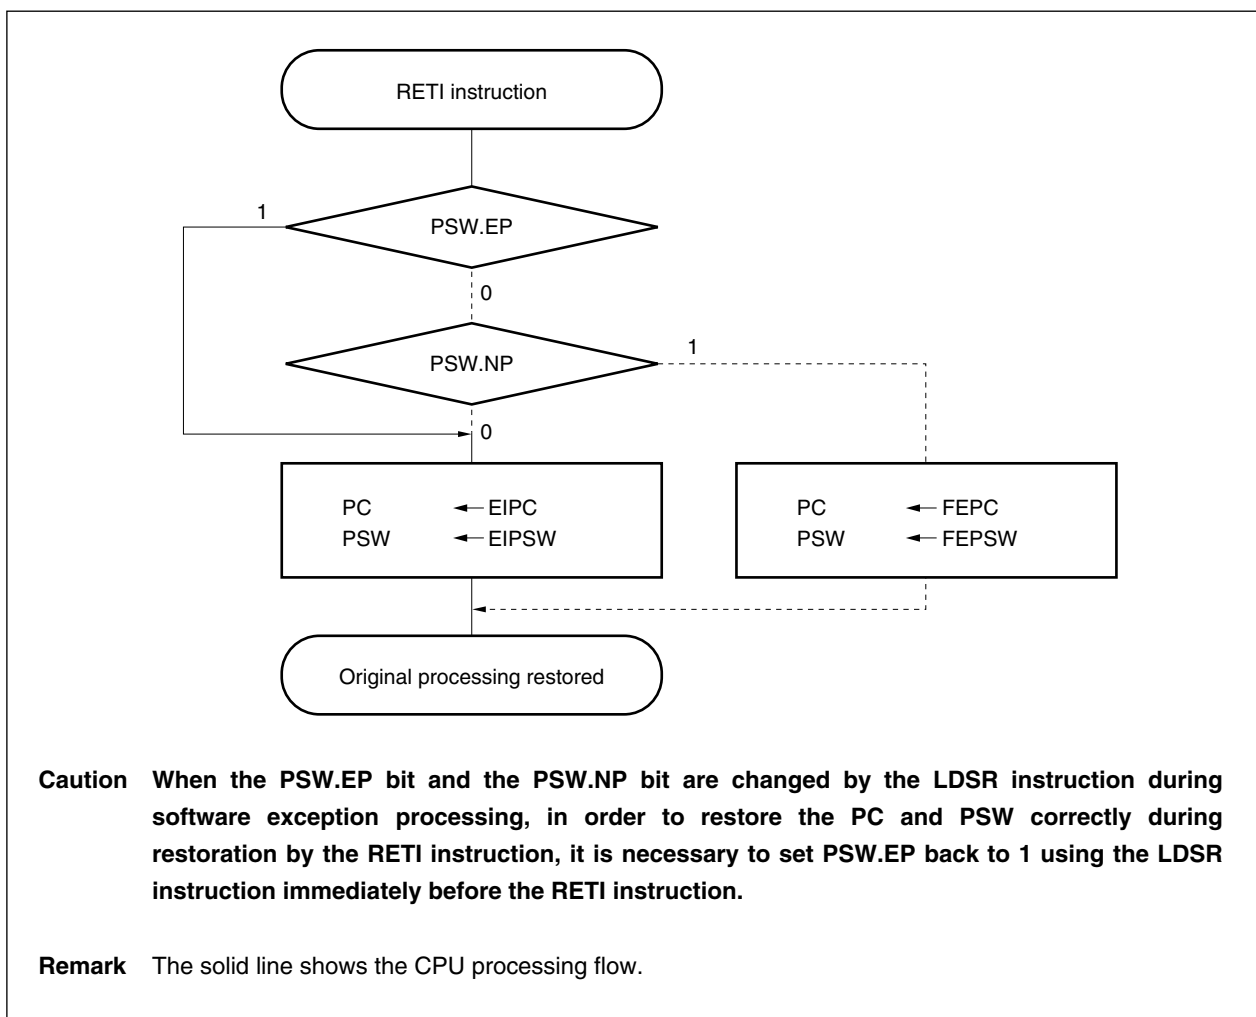 RETI instruction
1
PSW.EP
0
PSW.NP
1
0
PC ← EIPC
PSW ← EIPSW
PC ← FEPC
PSW ← FEPSW
Original processing restored
Caution When the PSW.EP bit and the PSW.NP bit are changed by the LDSR instruction during
software exception processing, in order to restore the PC and PSW correctly during
restoration by the RETI instruction, it is necessary to set PSW.EP back to 1 using the LDSR
instruction immediately before the RETI instruction.
Remark The solid line shows the CPU processing flow.